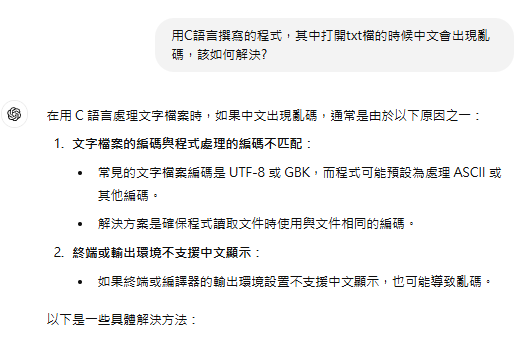 用C語言撰寫的程式，其中打開txt檔的時候中文會出現亂
碼，該如何解決?
在用 C 語言處理文字檔案時，如果中文出現亂碼，通常是由於以下原因之一：
1. 文字檔案的編碼與程式處理的編碼不匹配：
• 常見的文字檔案編碼是 UTF-8 或 GBK，而程式可能預設為處理 ASCII 或
其他編碼。
• 解決方案是確保程式讀取文件時使用與文件相同的編碼。
2. 終端或輸出環境不支援中文顯示：
• 如果終端或編譯器的輸出環境設置不支援中文顯示，也可能導致亂碼。
以下是一些具體解決方法：